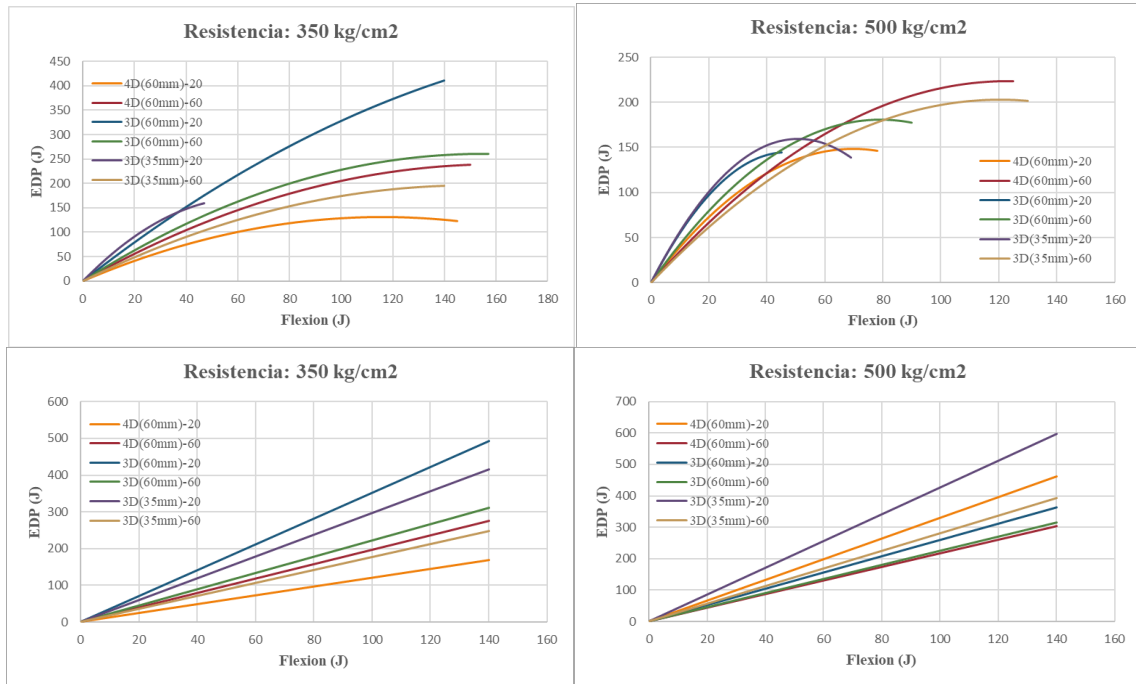 Resistencia: 350 kg/cm2
EDP (J)
450
400
350
300
250
200
150
100
50
0
4D(60mm)-20
4D(60mm)-60
3D(60mm)-20
3D(60mm)-60
3D(35mm)-20
3D(35mm)-60
0 20 40 60 80 100 120 140 160 180
Flexion (J)
Resistencia: 500 kg/cm2
EDP (J)
250
200
150
100
50
0
4D(60mm)-20
4D(60mm)-60
3D(60mm)-20
3D(60mm)-60
3D(35mm)-20
3D(35mm)-60
0 20 40 60 80 100 120 140 160
Flexion (J)
Resistencia: 350 kg/cm2
EDP (J)
600
500
400
300
200
100
0
4D(60mm)-20
4D(60mm)-60
3D(60mm)-20
3D(60mm)-60
3D(35mm)-20
3D(35mm)-60
0 20 40 60 80 100 120 140 160
Flexion (J)
Resistencia: 500 kg/cm2
EDP (J)
700
600
500
400
300
200
100
0
4D(60mm)-20
4D(60mm)-60
3D(60mm)-20
3D(60mm)-60
3D(35mm)-20
3D(35mm)-60
0 20 40 60 80 100 120 140 160
Flexion (J)